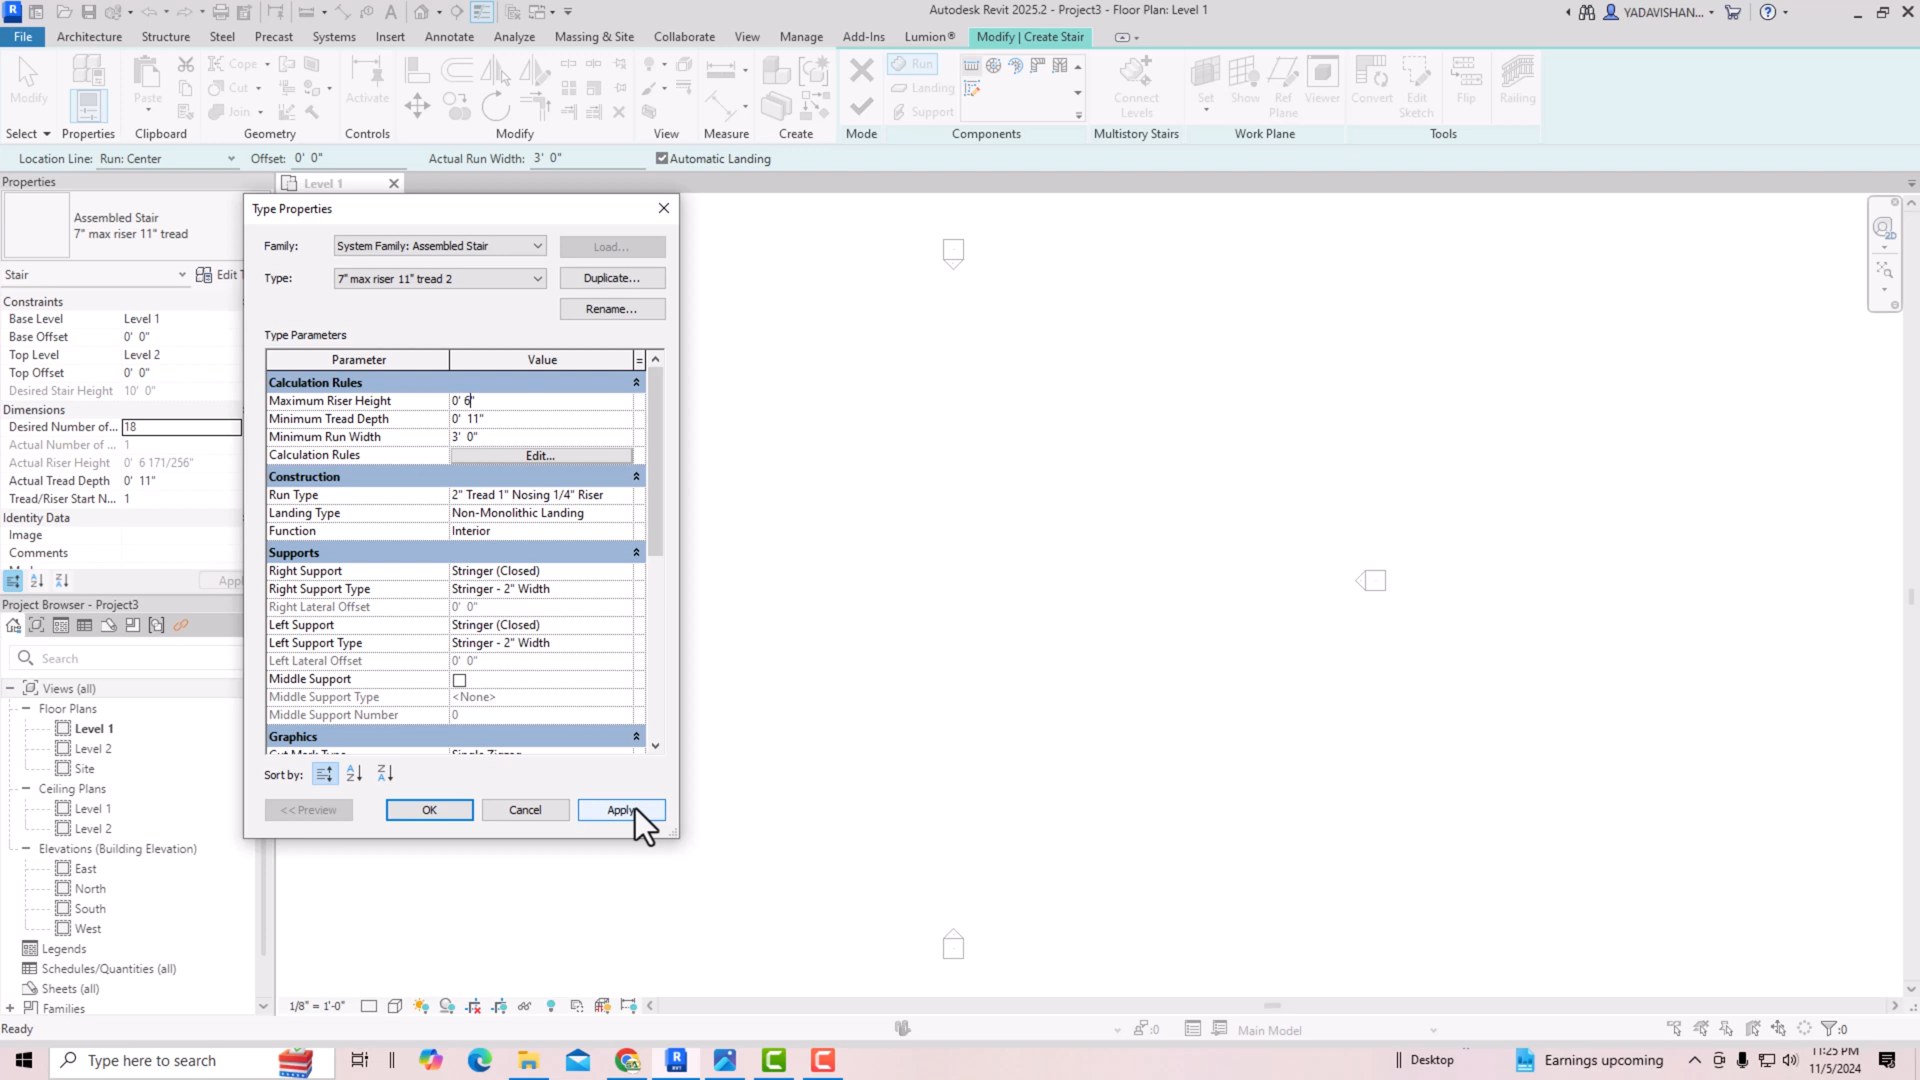 Autodesk Revit 2025.2 - Project3 - Floor Plan: Level 1
YADAVISHAN...
File Architecture Structure Steel Precast Systems Insert Annotate Analyze Massing & Site Collaborate View Manage Add-Ins Lumion® Modify | Create Stair
Modify Paste Cope Cut Join Activate Run Landing Support Connect Levels Set Show Ref Plane Viewer Convert Edit Sketch Flip Railing
Select Properties Clipboard Geometry Controls Modify View Measure Create Mode Components Multistory Stairs Work Plane Tools
Location Line: Run: Center Offset: 0' 0" Actual Run Width: 3' 0" Automatic Landing
Properties
Level 1
Assembled Stair
7" max riser 11" tread
Stair Edit T
Constraints
Base Level Level 1
Base Offset 0' 0"
Top Level Level 2
Top Offset 0' 0"
Desired Stair Height 10' 0"
Dimensions
Desired Number of... 18
Actual Number of ... 1
Actual Riser Height 0' 6 171/256"
Actual Tread Depth 0' 11"
Tread/Riser Start N... 1
Identity Data
Image
Comments
Appl
Project Browser - Project3
Search
Views (all)
Floor Plans
Level 1
Level 2
Site
Ceiling Plans
Level 1
Level 2
Elevations (Building Elevation)
East
North
South
West
Legends
Schedules/Quantities (all)
Sheets (all)
Families
Type Properties
Family: System Family: Assembled Stair Load...
Type: 7" max riser 11" tread 2 Duplicate...
Rename...
Type Parameters
Parameter Value =
Calculation Rules
Maximum Riser Height 0' 6"
Minimum Tread Depth 0' 11"
Minimum Run Width 3' 0"
Calculation Rules Edit...
Construction
Run Type 2" Tread 1" Nosing 1/4" Riser
Landing Type Non-Monolithic Landing
Function Interior
Supports
Right Support Stringer (Closed)
Right Support Type Stringer - 2" Width
Right Lateral Offset 0' 0"
Left Support Stringer (Closed)
Left Support Type Stringer - 2" Width
Left Lateral Offset 0' 0"
Middle Support
Middle Support Type <None>
Middle Support Number 0
Graphics
Cut Mark Type Single Zigzag
Sort by:
<< Preview OK Cancel Apply
2D
1/8" = 1'-0"
Ready :0 Main Model :0
Type here to search Desktop Earnings upcoming 11:25 PM
11/5/2024